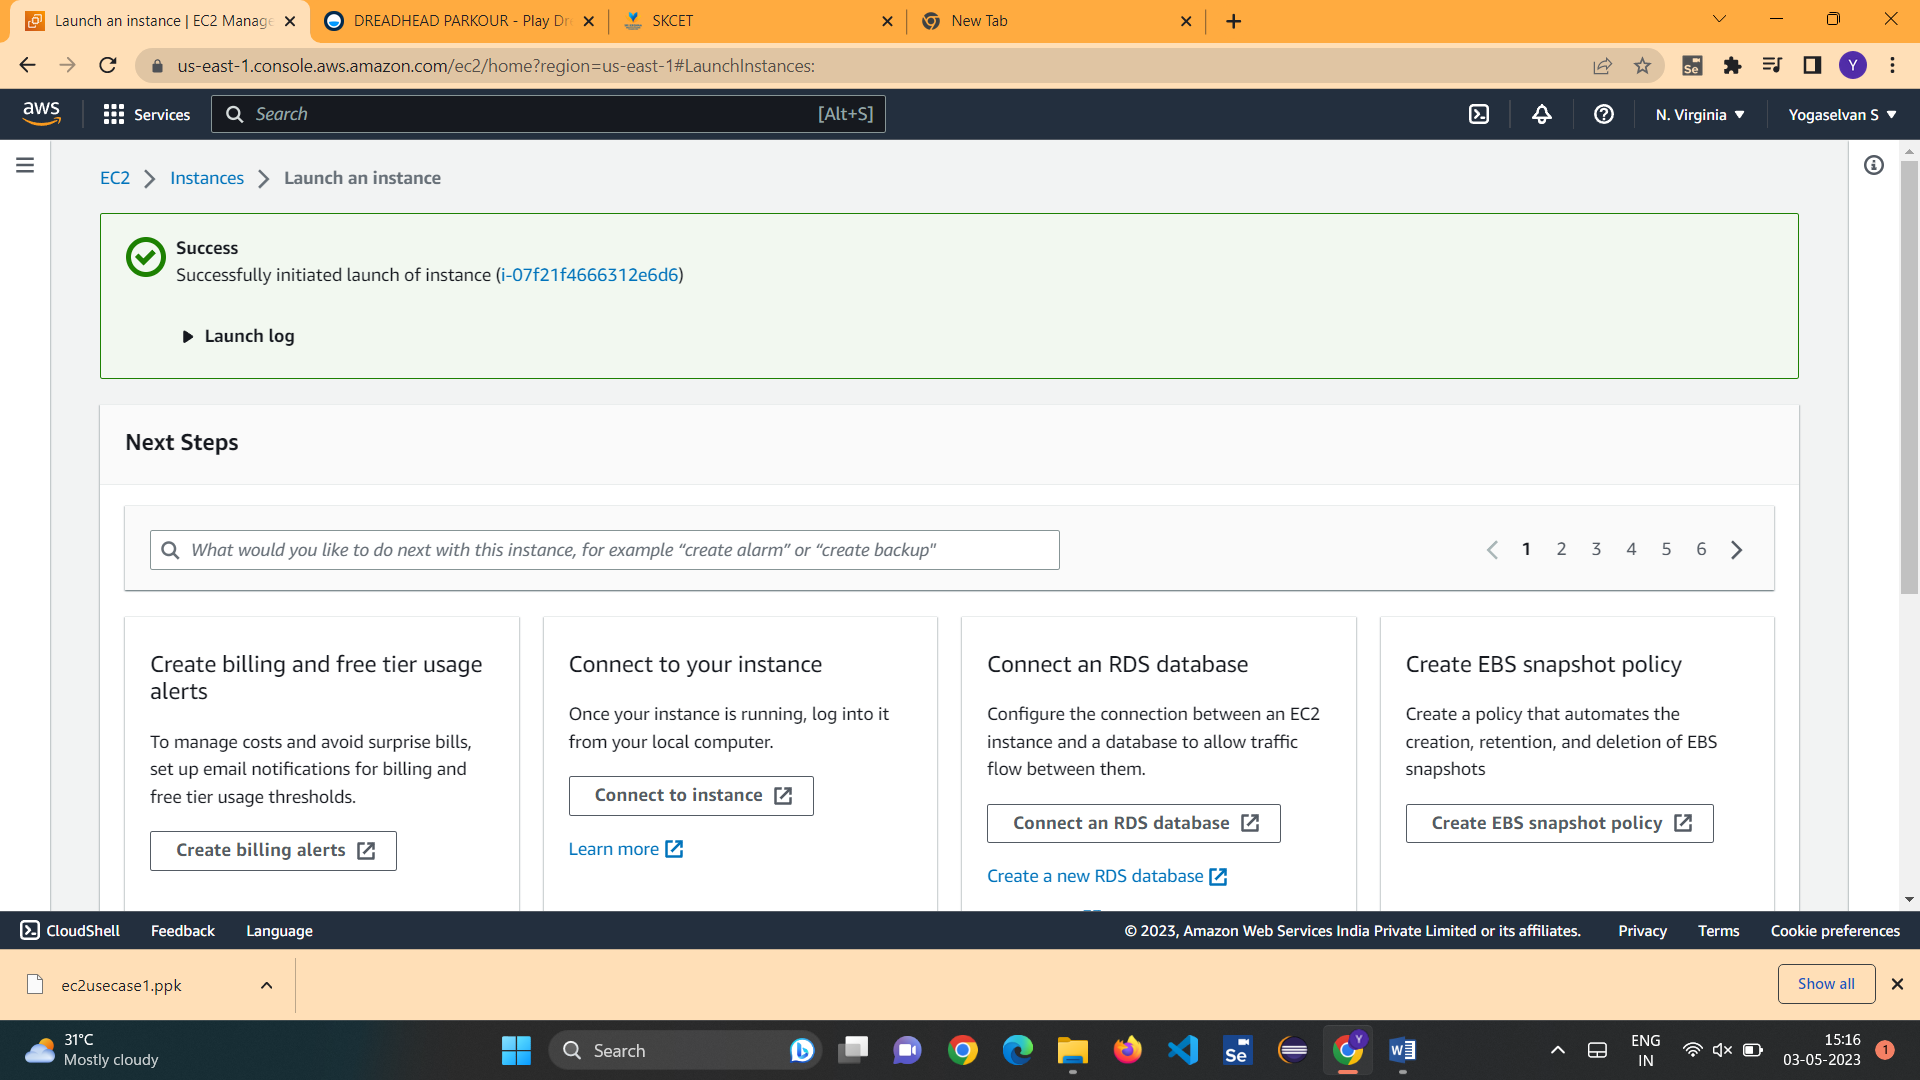 Launch an instance | EC2 Manage
DREADHEAD PARKOUR - Play Dr
SKCET
New Tab
us-east-1.console.aws.amazon.com/ec2/home?region=us-east-1#LaunchInstances:
Se
Y
aws
Services
Search
[Alt+S]
N. Virginia
Yogaselvan S
EC2
Instances
Launch an instance
Success
Successfully initiated launch of instance (i-07f21f4666312e6d6)
Launch log
Next Steps
What would you like to do next with this instance, for example “create alarm” or “create backup"
1 2 3 4 5 6
Create billing and free tier usage
alerts
To manage costs and avoid surprise bills,
set up email notifications for billing and
free tier usage thresholds.
Create billing alerts
Connect to your instance
Once your instance is running, log into it
from your local computer.
Connect to instance
Learn more
Connect an RDS database
Configure the connection between an EC2
instance and a database to allow traffic
flow between them.
Connect an RDS database
Create a new RDS database
Create EBS snapshot policy
Create a policy that automates the
creation, retention, and deletion of EBS
snapshots
Create EBS snapshot policy
CloudShell
Feedback
Language
© 2023, Amazon Web Services India Private Limited or its affiliates.
Privacy
Terms
Cookie preferences
ec2usecase1.ppk
Show all
31°C
Mostly cloudy
Search
Se
Y
W
ENG
IN
15:16
03-05-2023
1